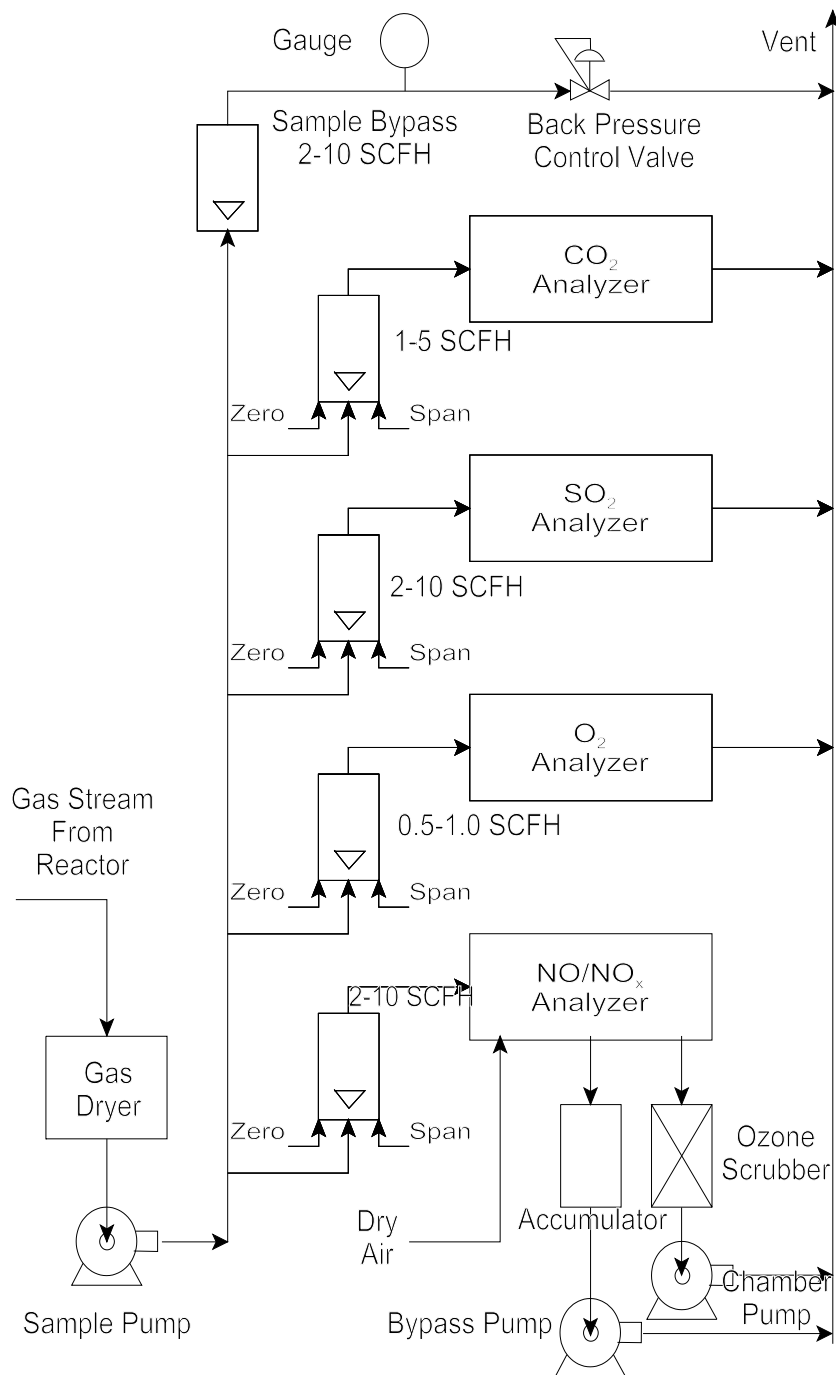 Gauge
Vent
Sample Bypass
2-10 SCFH
Back Pressure
Control Valve
CO₂
Analyzer
1-5 SCFH
Zero
Span
SO₂
Analyzer
2-10 SCFH
Zero
Span
O₂
Analyzer
Gas Stream
From
Reactor
0.5-1.0 SCFH
Zero
Span
NO/NOₓ
Analyzer
2-10 SCFH
Gas
Dryer
Zero
Span
Ozone
Scrubber
Dry
Air
Accumulator
Sample Pump
Bypass Pump
Chamber
Pump